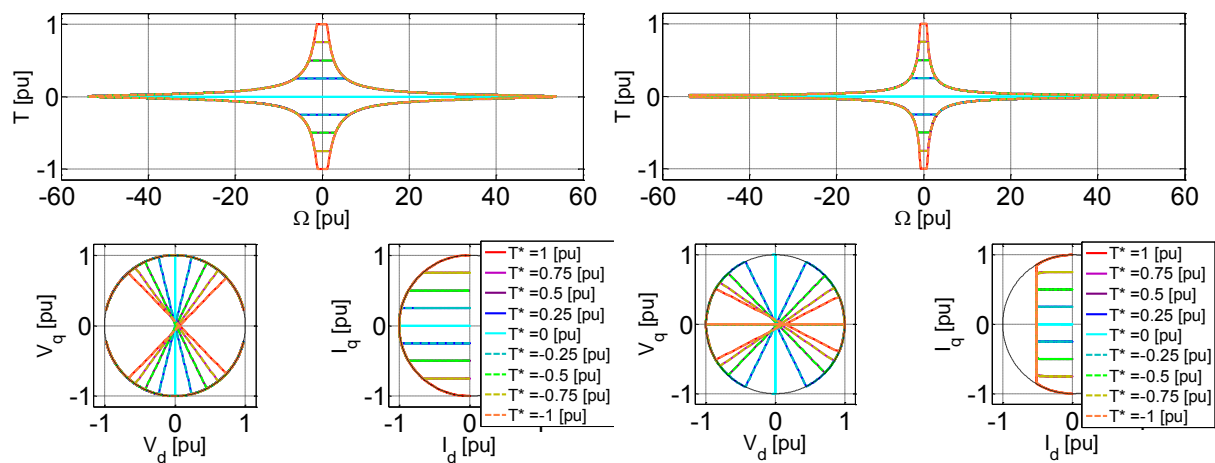 1
0
-1
T [pu]
-60 -40 -20 0 20 40 60
Ω [pu]
1
0
-1
V_q [pu]
-1 0 1
V_d [pu]
1
0
-1
I_q [pu]
-1 0
I_d [pu]
T* =1 [pu]
T* =0.75 [pu]
T* =0.5 [pu]
T* =0.25 [pu]
T* =0 [pu]
T* =-0.25 [pu]
T* =-0.5 [pu]
T* =-0.75 [pu]
T* =-1 [pu]
1
0
-1
T [pu]
-60 -40 -20 0 20 40 60
Ω [pu]
1
0
-1
V_q [pu]
-1 0 1
V_d [pu]
1
0
-1
I_q [pu]
-1 0
I_d [pu]
T* =1 [pu]
T* =0.75 [pu]
T* =0.5 [pu]
T* =0.25 [pu]
T* =0 [pu]
T* =-0.25 [pu]
T* =-0.5 [pu]
T* =-0.75 [pu]
T* =-1 [pu]